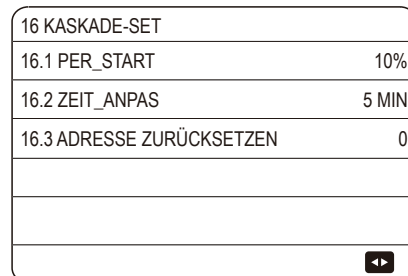 16 KASKADE-SET
16.1 PER_START 10%
16.2 ZEIT_ANPAS 5 MIN
16.3 ADRESSE ZURÜCKSETZEN 0